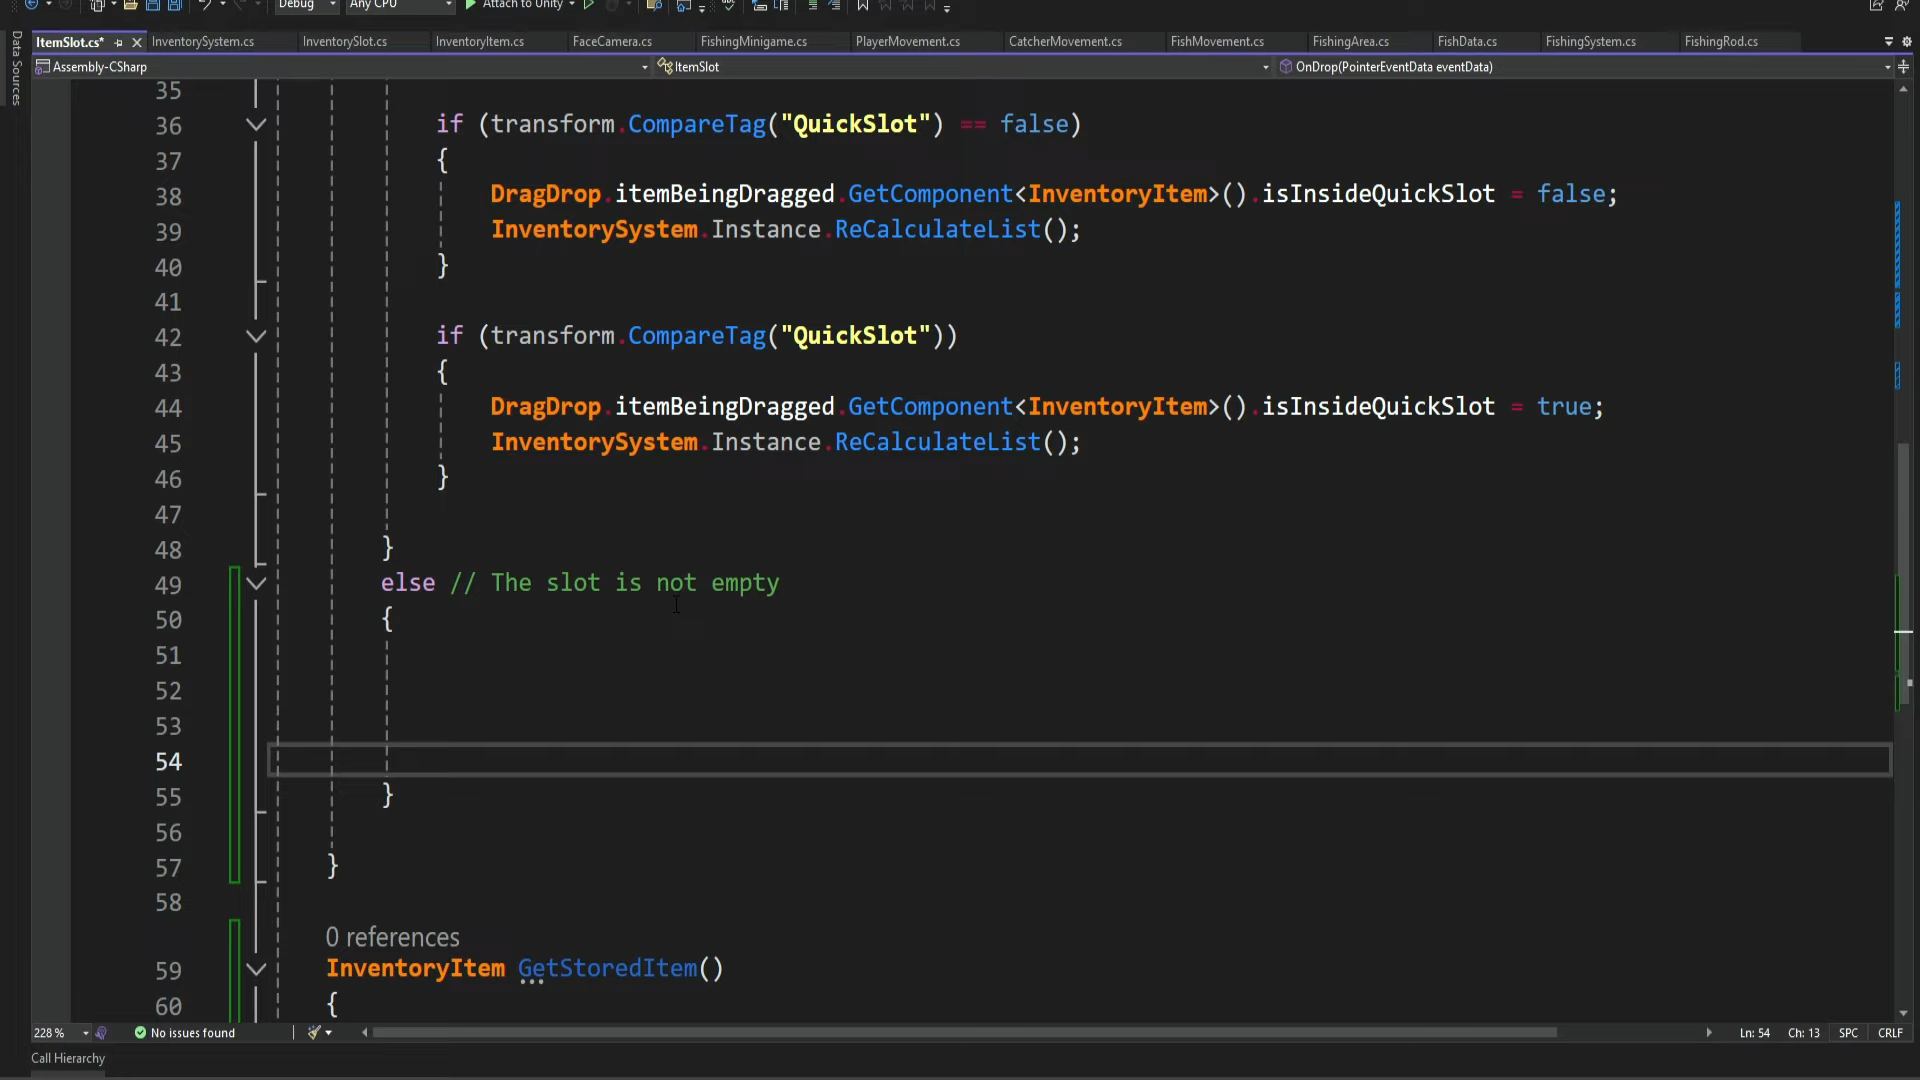 Debug
Any CPU
Attach to Unity
Data Sources
ItemSlot.cs*
InventorySystem.cs
InventorySlot.cs
InventoryItem.cs
FaceCamera.cs
FishingMinigame.cs
PlayerMovement.cs
CatcherMovement.cs
FishMovement.cs
FishingArea.cs
FishData.cs
FishingSystem.cs
FishingRod.cs
Assembly-CSharp
ItemSlot
OnDrop(PointerEventData eventData)
35
36 if (transform.CompareTag("QuickSlot") == false)
37 {
38 DragDrop.itemBeingDragged.GetComponent<InventoryItem>().isInsideQuickSlot = false;
39 InventorySystem.Instance.ReCalculateList();
40 }
41
42 if (transform.CompareTag("QuickSlot"))
43 {
44 DragDrop.itemBeingDragged.GetComponent<InventoryItem>().isInsideQuickSlot = true;
45 InventorySystem.Instance.ReCalculateList();
46 }
47
48 }
49 else // The slot is not empty
50 {
51
52
53
54
55 }
56
57 }
58
0 references
59 InventoryItem GetStoredItem()
60 {
228 %
No issues found
Ln: 54
Ch: 13
SPC
CRLF
Call Hierarchy